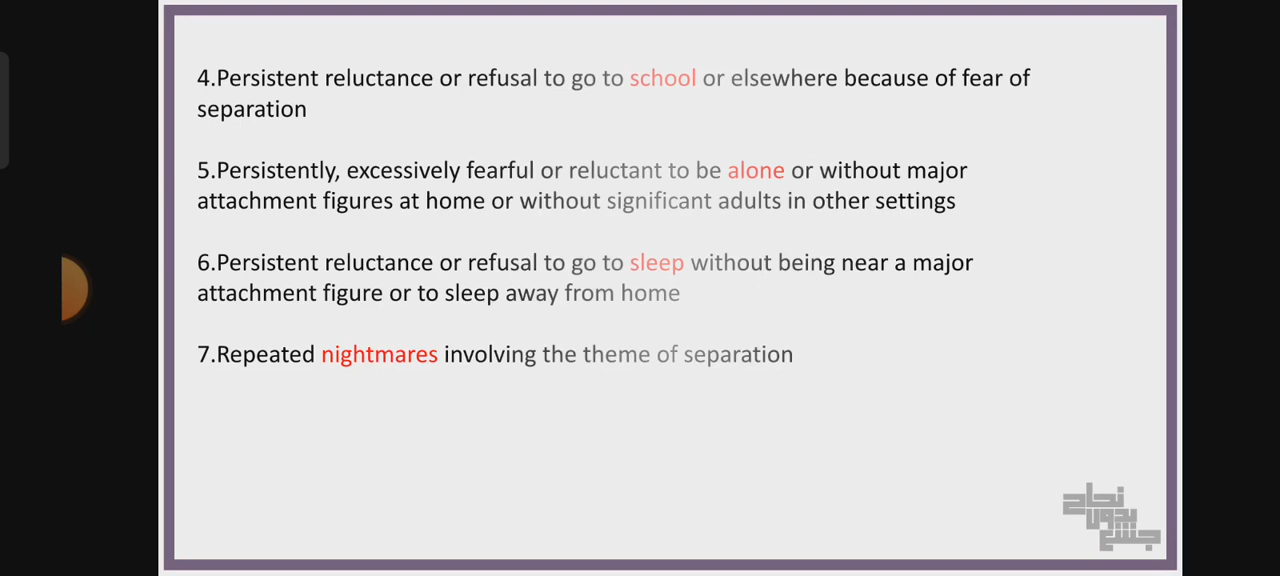 4.Persistent reluctance or refusal to go to school or elsewhere because of fear of
separation
5.Persistently, excessively fearful or reluctant to be alone or without major
attachment figures at home or without significant adults in other settings
6.Persistent reluctance or refusal to go to sleep without being near a major
attachment figure or to sleep away from home
7.Repeated nightmares involving the theme of separation
نجاح
بدون
جشع